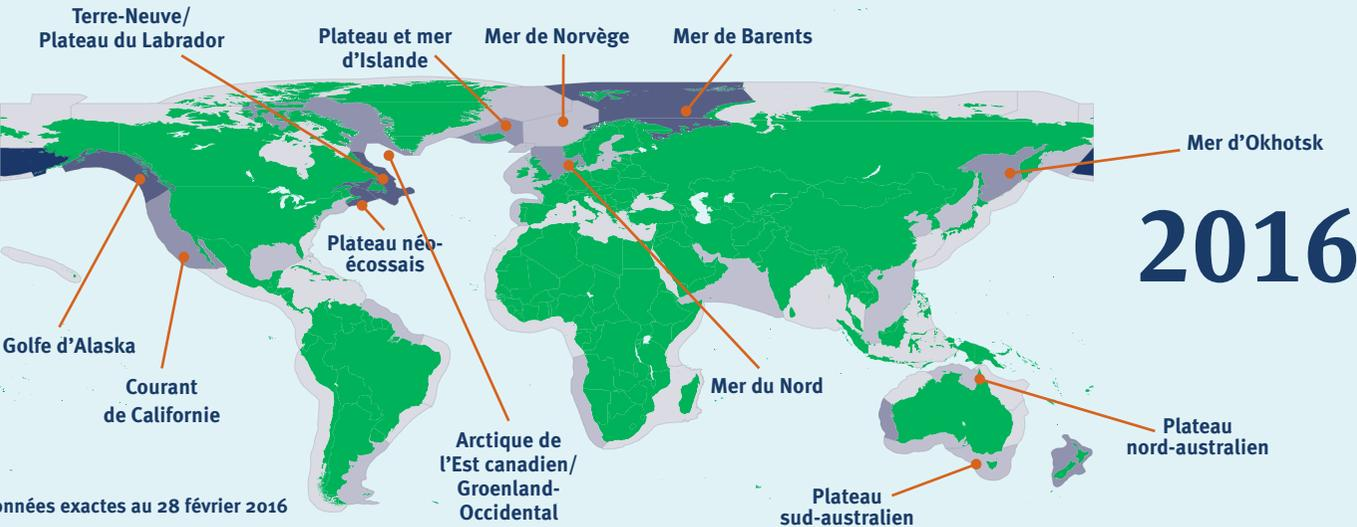 Terre-Neuve/
Plateau du Labrador
Plateau et mer
d'Islande
Mer de Norvège
Mer de Barents
Mer d'Okhotsk
2016
Plateau néo-
écossais
Golfe d'Alaska
Courant
de Californie
Mer du Nord
Arctique de
l'Est canadien/
Groenland-
Occidental
Plateau
nord-australien
Plateau
sud-australien
onnées exactes au 28 février 2016